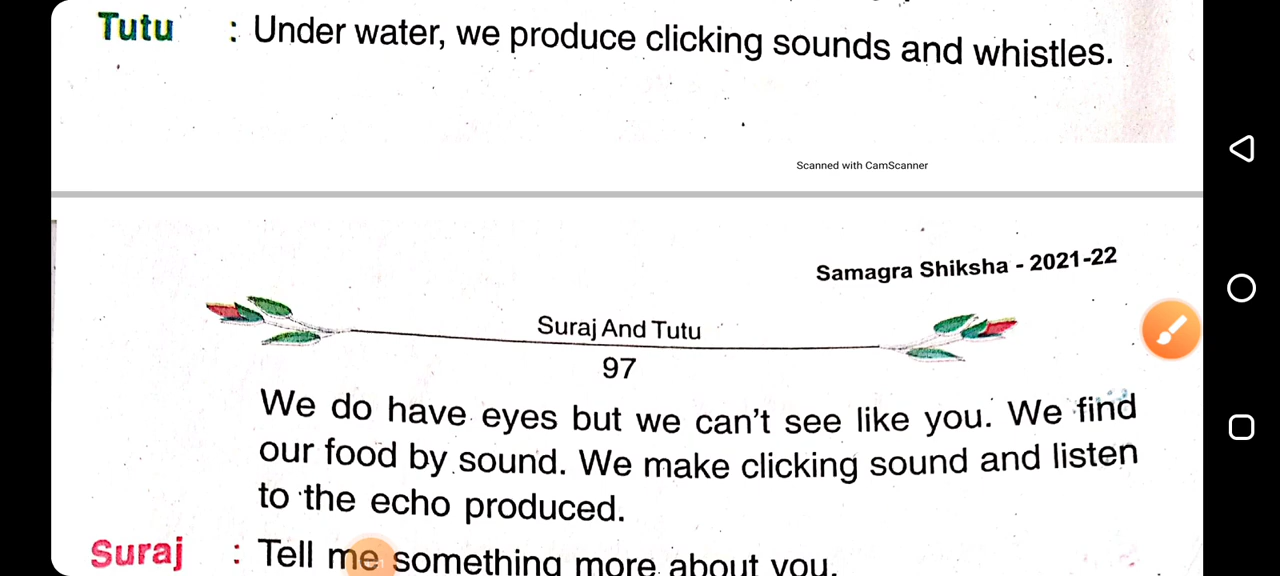 Tutu : Under water, we produce clicking sounds and whistles.
Scanned with CamScanner
Samagra Shiksha - 2021-22
Suraj And Tutu
97
We do have eyes but we can't see like you. We find
our food by sound. We make clicking sound and listen
to the echo produced.
Suraj : Tell me something more about you.